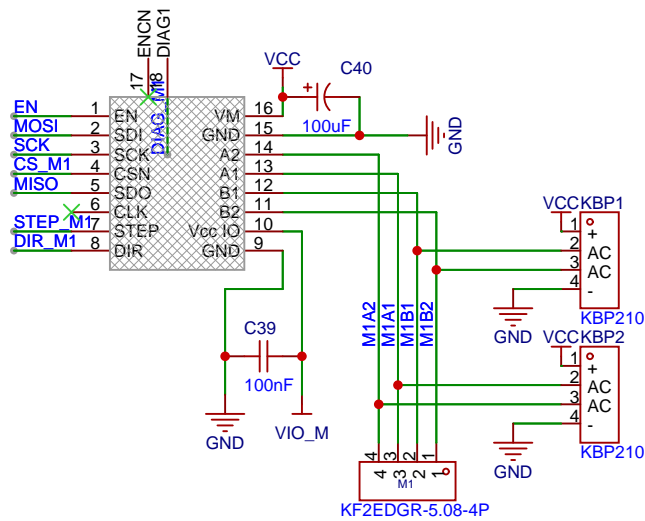 ENCN
DIAG1
17
18
DIAG_M1
EN
MOSI
SCK
CS_M1
MISO
STEP_M1
DIR_M1
1
2
3
4
5
6
7
8
EN
SDI
SCK
CSN
SDO
CLK
STEP
DIR
VM
GND
A2
A1
B1
B2
Vcc IO
GND
16
15
14
13
12
11
10
9
VCC
+
C40
100uF
GND
C39
100nF
GND
VIO_M
M1A2
M1A1
M1B1
M1B2
VCC
KBP1
1
2
3
4
+
AC
AC
-
GND
KBP210
VCC
KBP2
1
2
3
4
+
AC
AC
-
GND
KBP210
4
3
2
1
4
3
2
1
M1
KF2EDGR-5.08-4P